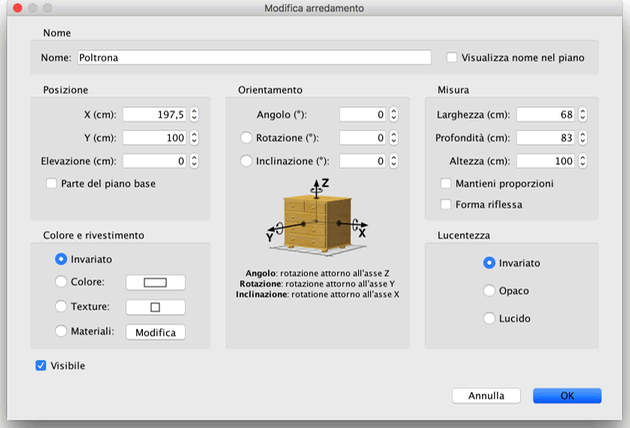 Modifica arredamento
Nome
Nome: Poltrona
Visualizza nome nel piano
Posizione
X (cm): 197,5
Y (cm): 100
Elevazione (cm): 0
Parte del piano base
Orientamento
Angolo (°): 0
Rotazione (°): 0
Inclinazione (°): 0
Z
Y
X
Angolo: rotazione attorno all'asse Z
Rotazione: rotazione attorno all'asse Y
Inclinazione: rotatione attorno all'asse X
Misura
Larghezza (cm): 68
Profondità (cm): 83
Altezza (cm): 100
Mantieni proporzioni
Forma riflessa
Colore e rivestimento
Invariato
Colore:
Texture:
Materiali: Modifica
Lucentezza
Invariato
Opaco
Lucido
Visibile
Annulla
OK